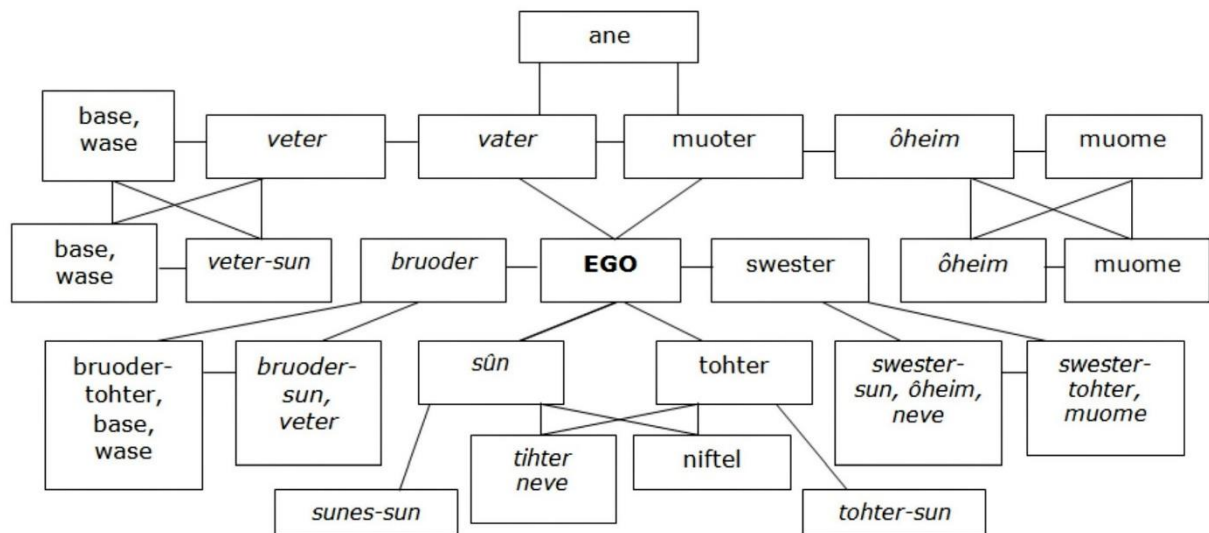 ane
base,
wase
veter
vater
muoter
ôheim
muome
base,
wase
veter-sun
bruoder
EGO
swester
ôheim
muome
bruoder-
tohter,
base,
wase
bruoder-
sun,
veter
sûn
tohter
swester-
sun, ôheim,
neve
swester-
tohter,
muome
tihter
neve
niftel
sunes-sun
tohter-sun